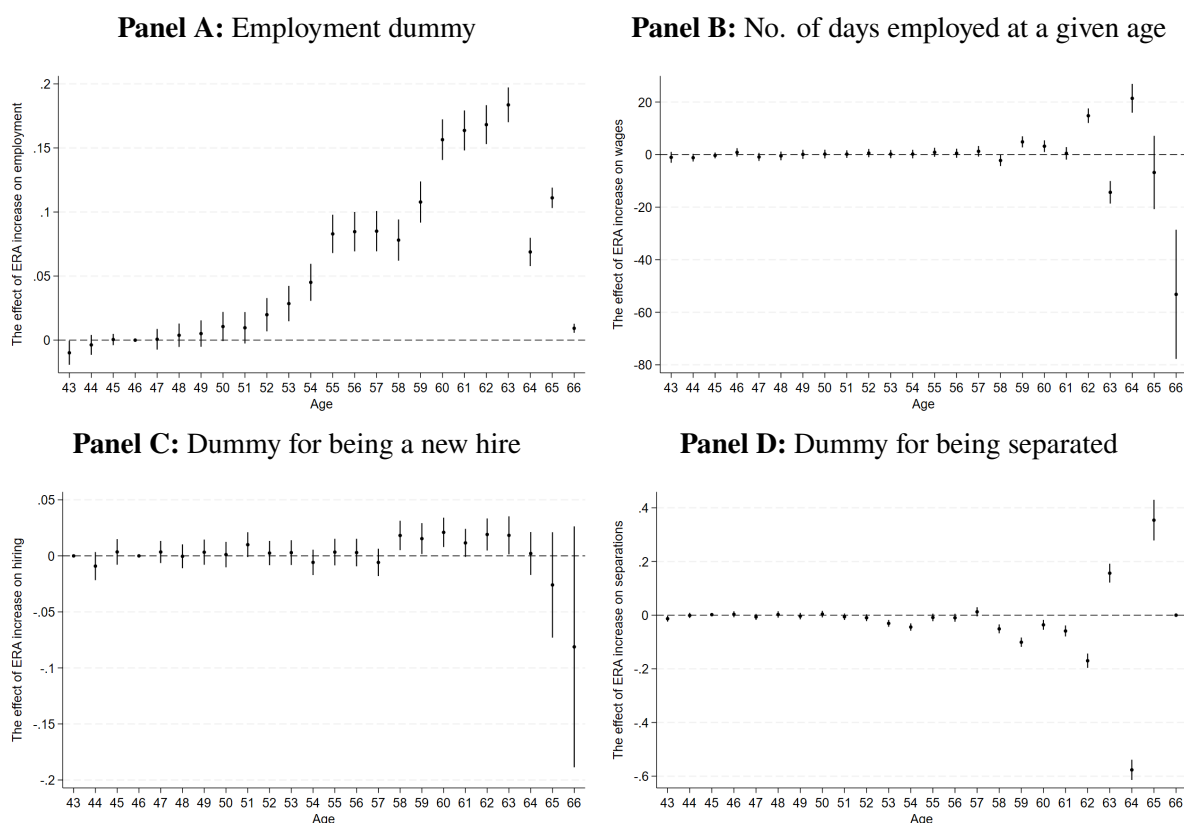 Panel A: Employment dummy
The effect of ERA increase on employment
.2
.15
.1
.05
0
43 44 45 46 47 48 49 50 51 52 53 54 55 56 57 58 59 60 61 62 63 64 65 66
Age
Panel B: No. of days employed at a given age
The effect of ERA increase on wages
20
0
-20
-40
-60
-80
43 44 45 46 47 48 49 50 51 52 53 54 55 56 57 58 59 60 61 62 63 64 65 66
Age
Panel C: Dummy for being a new hire
The effect of ERA increase on hiring
.05
0
-.05
-.1
-.15
-.2
43 44 45 46 47 48 49 50 51 52 53 54 55 56 57 58 59 60 61 62 63 64 65 66
Age
Panel D: Dummy for being separated
The effect of ERA increase on separations
.4
.2
0
-.2
-.4
-.6
43 44 45 46 47 48 49 50 51 52 53 54 55 56 57 58 59 60 61 62 63 64 65 66
Age